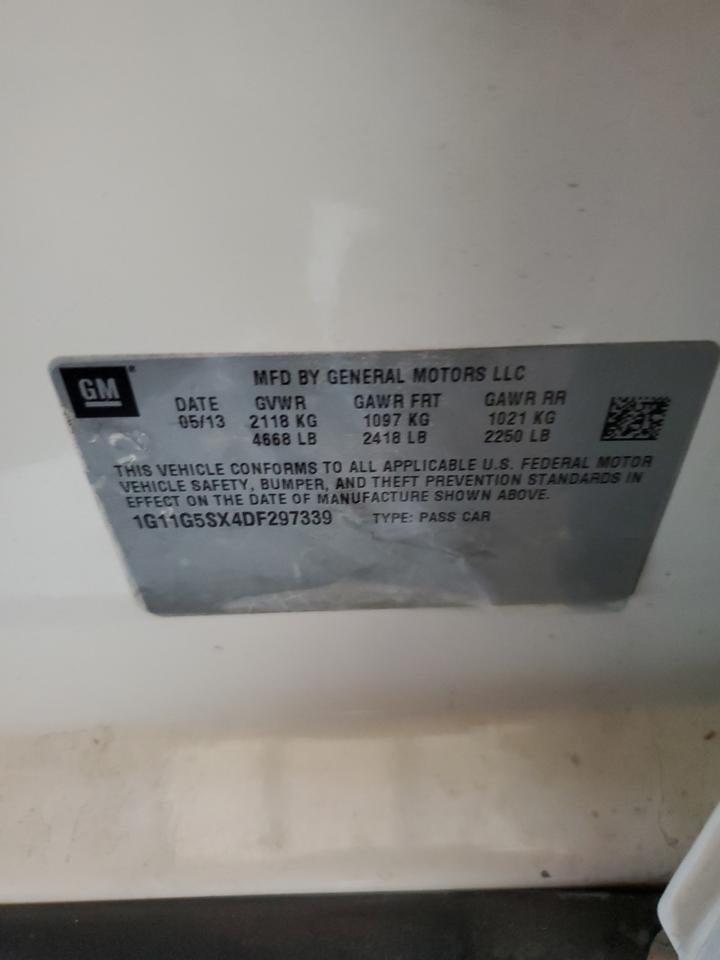 GM
MFD BY GENERAL MOTORS LLC
DATE GVWR GAWR FRT GAWR RR
05/13 2118 KG 1097 KG 1021 KG
4668 LB 2418 LB 2250 LB
THIS VEHICLE CONFORMS TO ALL APPLICABLE U.S. FEDERAL MOTOR
VEHICLE SAFETY, BUMPER, AND THEFT PREVENTION STANDARDS IN
EFFECT ON THE DATE OF MANUFACTURE SHOWN ABOVE.
1G11G5SX4DF297339 TYPE: PASS CAR